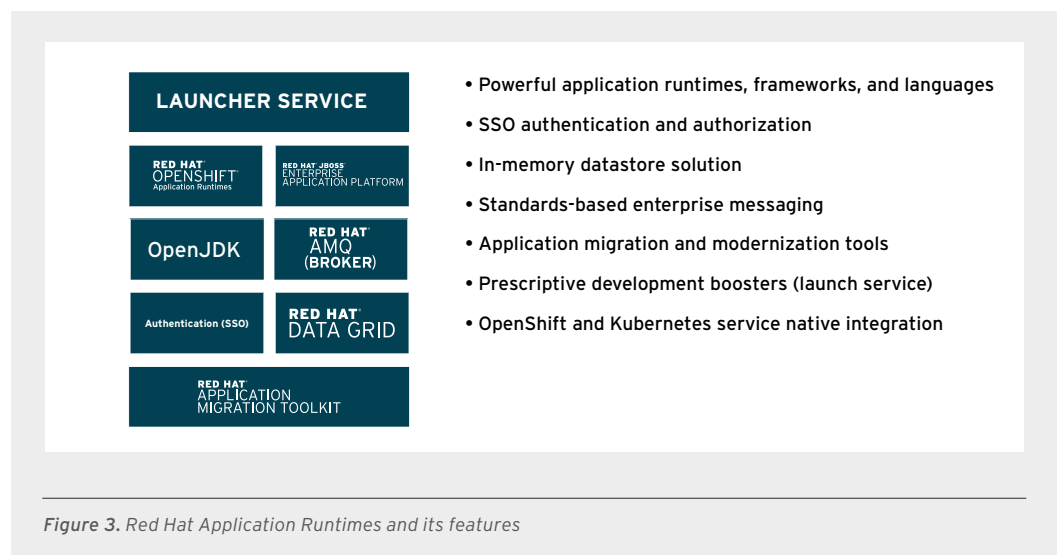 LAUNCHER SERVICE
RED HAT®
OPENSHIFT®
Application Runtimes
RED HAT® JBOSS®
ENTERPRISE
APPLICATION PLATFORM
OpenJDK
RED HAT®
AMQ
(BROKER)
Authentication (SSO)
RED HAT®
DATA GRID
RED HAT®
APPLICATION
MIGRATION TOOLKIT
• Powerful application runtimes, frameworks, and languages
• SSO authentication and authorization
• In-memory datastore solution
• Standards-based enterprise messaging
• Application migration and modernization tools
• Prescriptive development boosters (launch service)
• OpenShift and Kubernetes service native integration
Figure 3. Red Hat Application Runtimes and its features